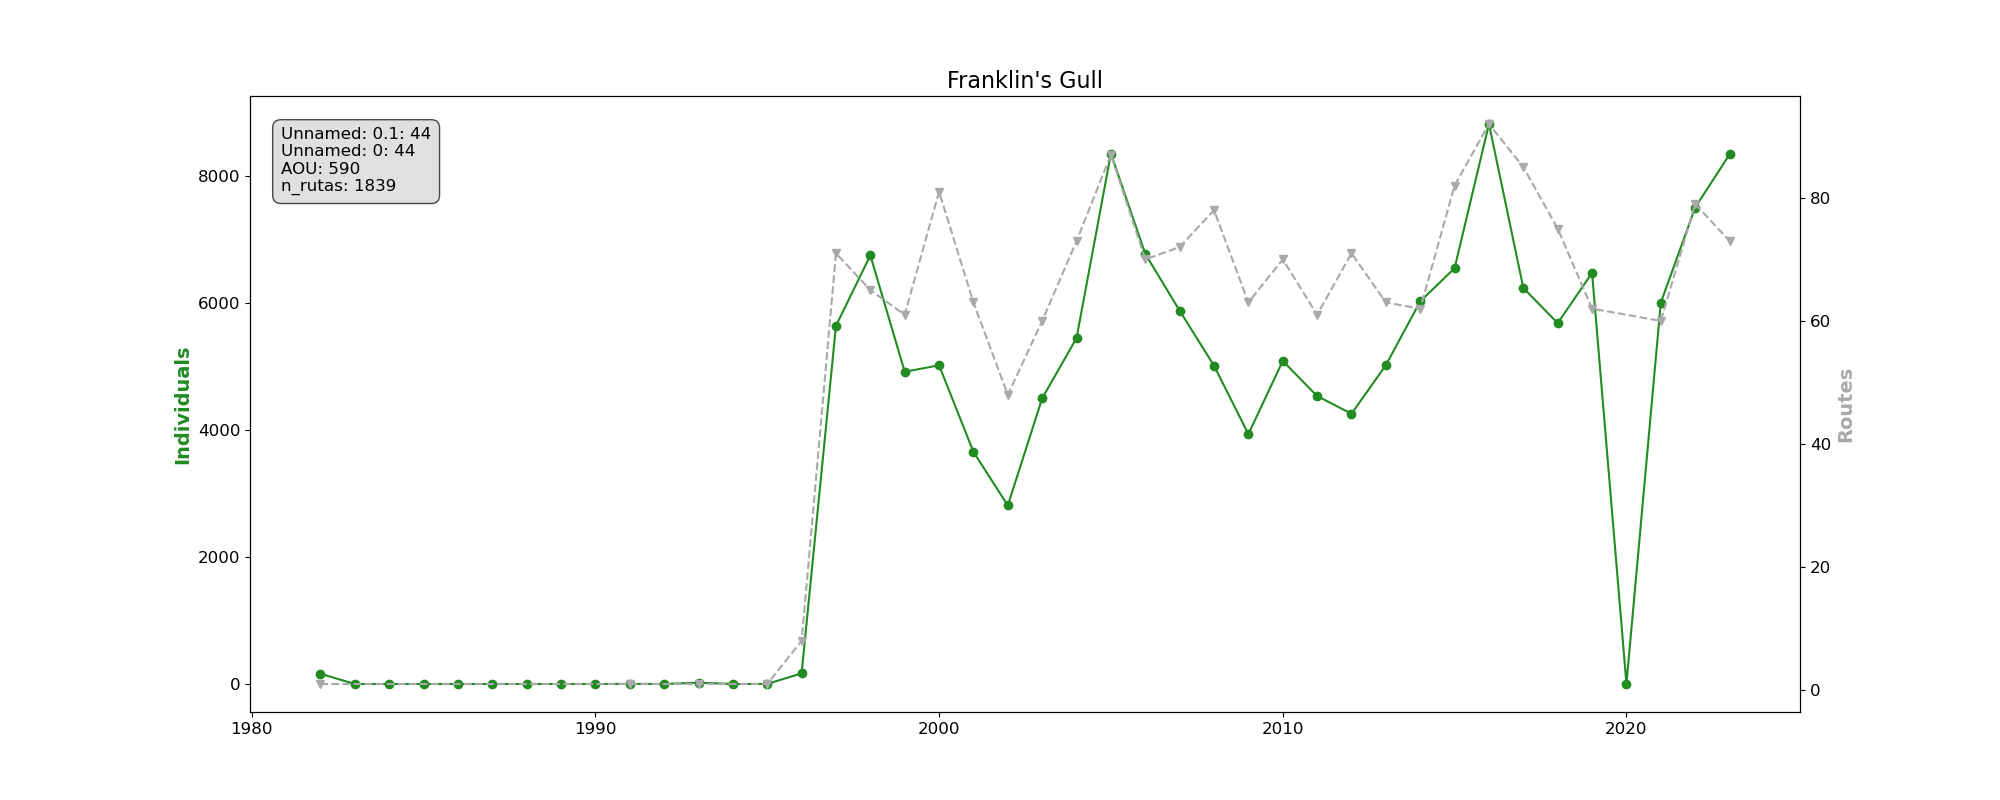 Franklin's Gull
Unnamed: 0.1: 44
Unnamed: 0: 44
AOU: 590
n_rutas: 1839
Individuals
8000
6000
4000
2000
0
80
60
40
20
0
Routes
1980
1990
2000
2010
2020